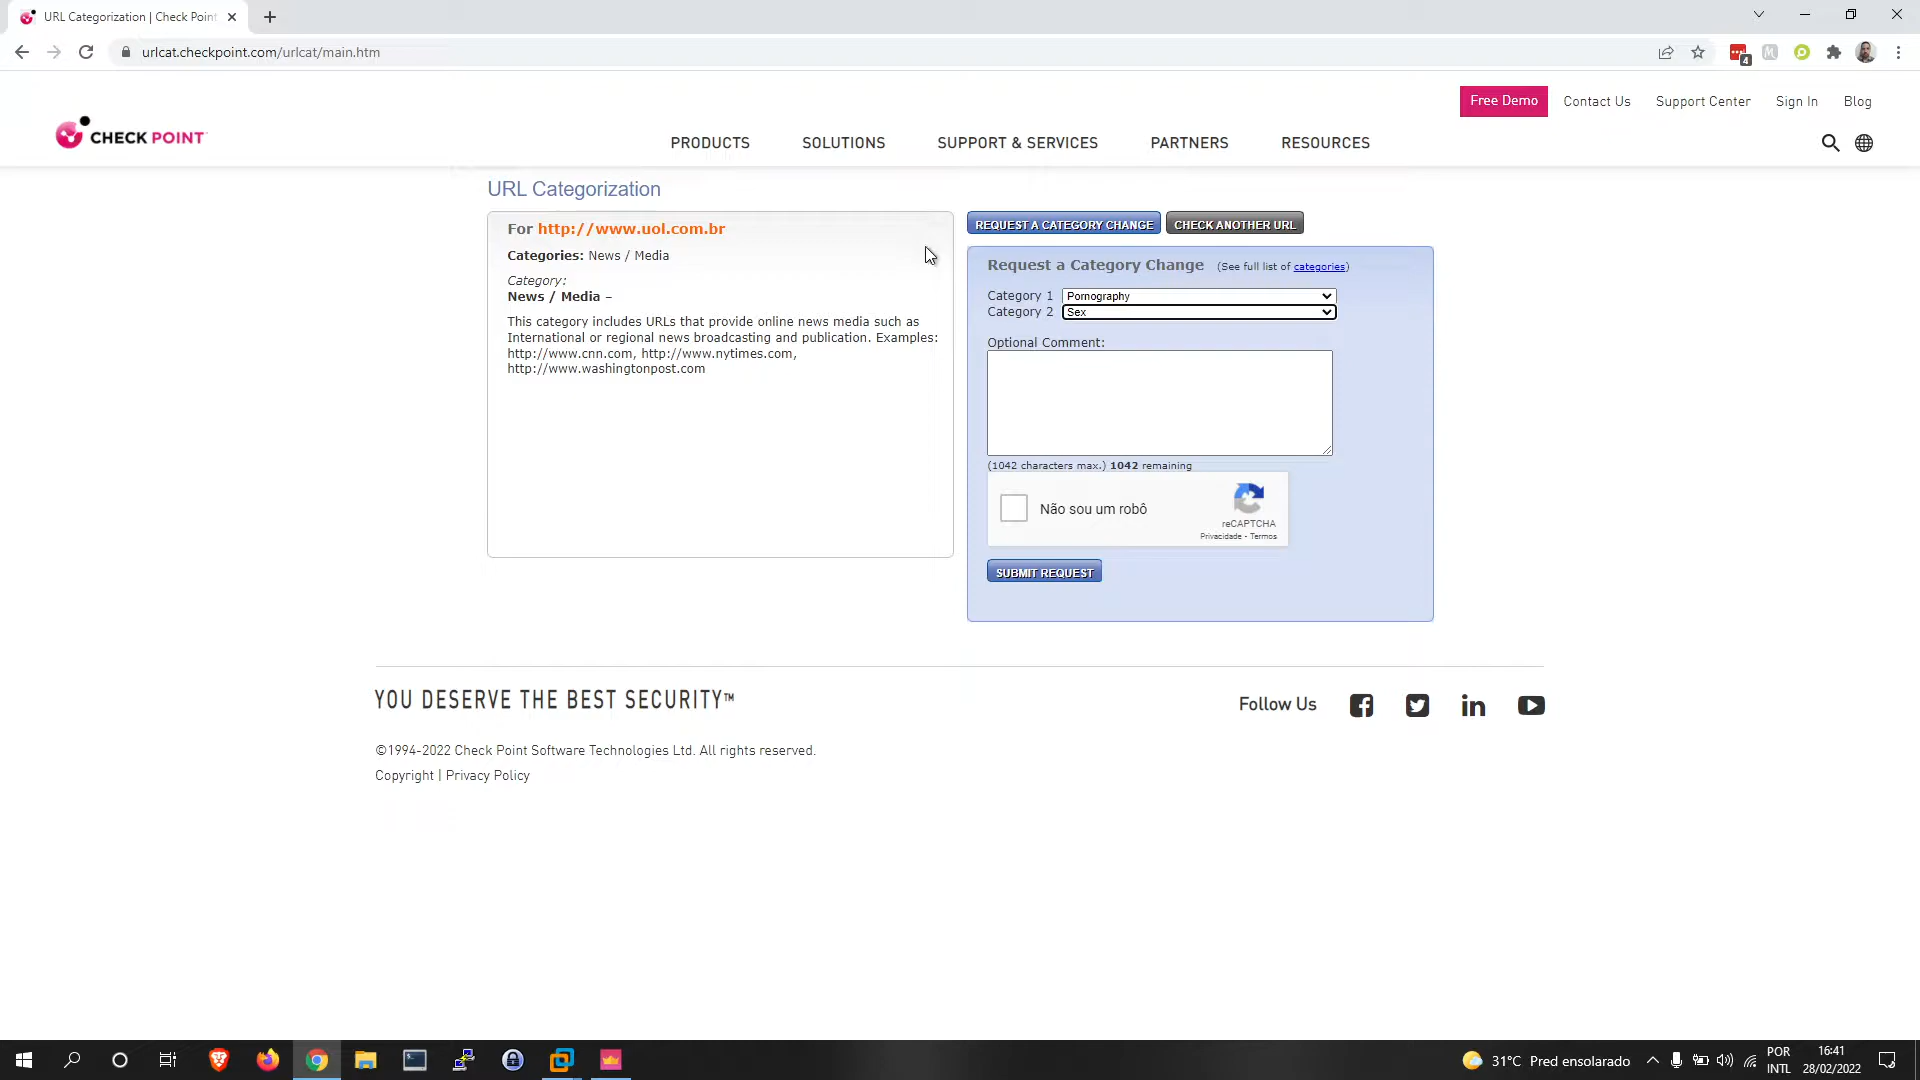 URL Categorization | Check Point
urlcat.checkpoint.com/urlcat/main.htm
4
Free Demo
Contact Us
Support Center
Sign In
Blog
CHECK POINT
PRODUCTS
SOLUTIONS
SUPPORT & SERVICES
PARTNERS
RESOURCES
URL Categorization
For http://www.uol.com.br
Categories: News / Media
Category:
News / Media –
This category includes URLs that provide online news media such as
International or regional news broadcasting and publication. Examples:
http://www.cnn.com, http://www.nytimes.com,
http://www.washingtonpost.com
REQUEST A CATEGORY CHANGE
CHECK ANOTHER URL
Request a Category Change (See full list of categories)
Category 1 Pornography
Category 2 Sex
Optional Comment:
(1042 characters max.) 1042 remaining
Não sou um robô
reCAPTCHA
Privacidade - Termos
SUBMIT REQUEST
YOU DESERVE THE BEST SECURITY™
Follow Us
©1994-2022 Check Point Software Technologies Ltd. All rights reserved.
Copyright | Privacy Policy
31°C Pred ensolarado
POR
INTL
16:41
28/02/2022